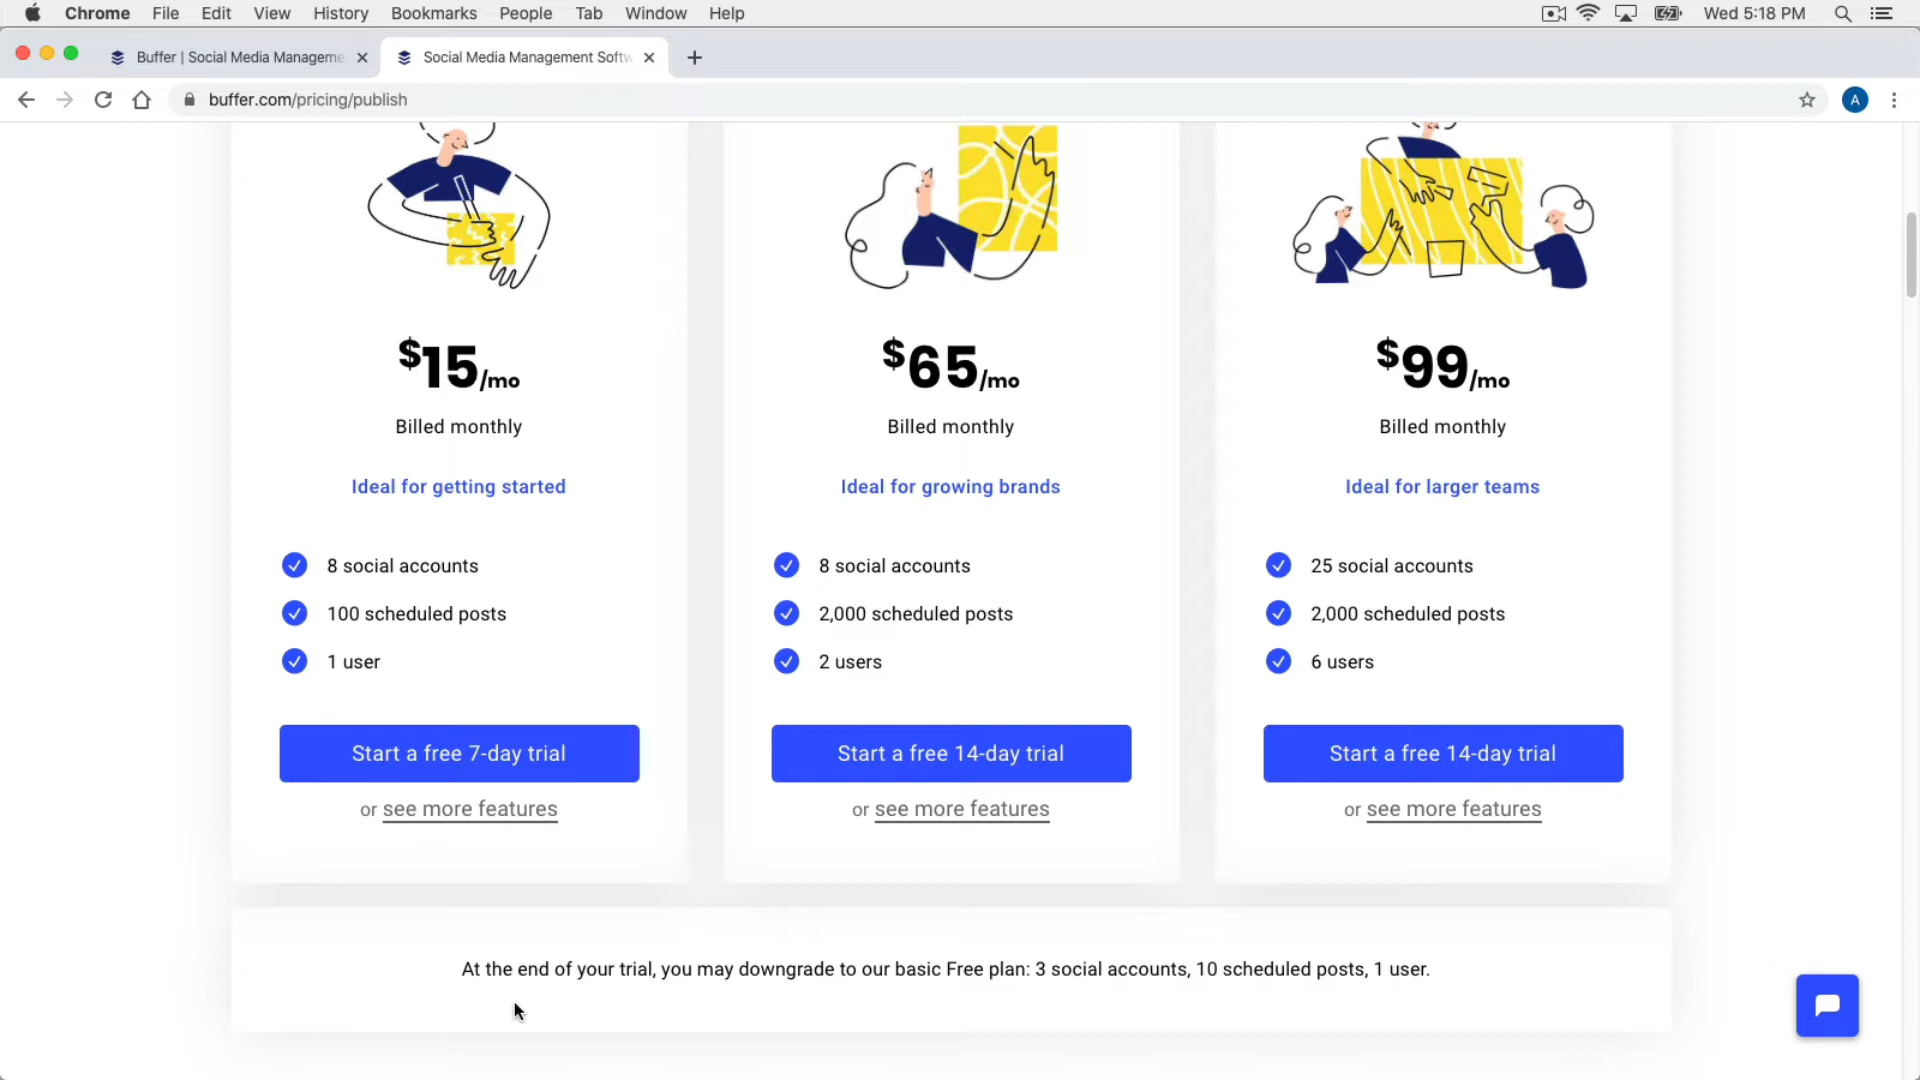 Chrome File Edit View History Bookmarks People Tab Window Help Wed 5:18 PM
Buffer | Social Media Manageme Social Media Management Softw
buffer.com/pricing/publish A
$15/mo
Billed monthly
Ideal for getting started
8 social accounts
100 scheduled posts
1 user
Start a free 7-day trial
or see more features
$65/mo
Billed monthly
Ideal for growing brands
8 social accounts
2,000 scheduled posts
2 users
Start a free 14-day trial
or see more features
$99/mo
Billed monthly
Ideal for larger teams
25 social accounts
2,000 scheduled posts
6 users
Start a free 14-day trial
or see more features
At the end of your trial, you may downgrade to our basic Free plan: 3 social accounts, 10 scheduled posts, 1 user.